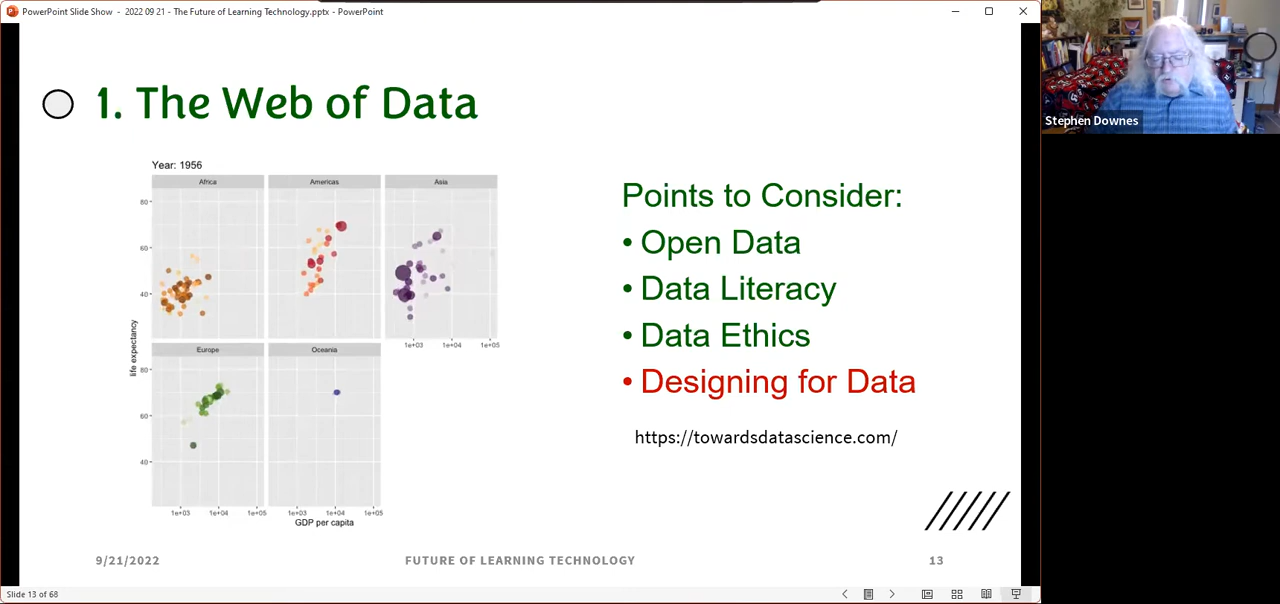 PowerPoint Slide Show - 2022 09 21 - The Future of Learning Technology.pptx - PowerPoint
Stephen Downes
1. The Web of Data
Year: 1956
Africa
Americas
Asia
80
60
40
1e+03
1e+04
1e+05
Europe
Oceania
life expectancy
80
60
40
1e+03
1e+04
1e+05
1e+03
1e+04
1e+05
GDP per capita
Points to Consider:
• Open Data
• Data Literacy
• Data Ethics
• Designing for Data
https://towardsdatascience.com/
9/21/2022
FUTURE OF LEARNING TECHNOLOGY
13
Slide 13 of 68